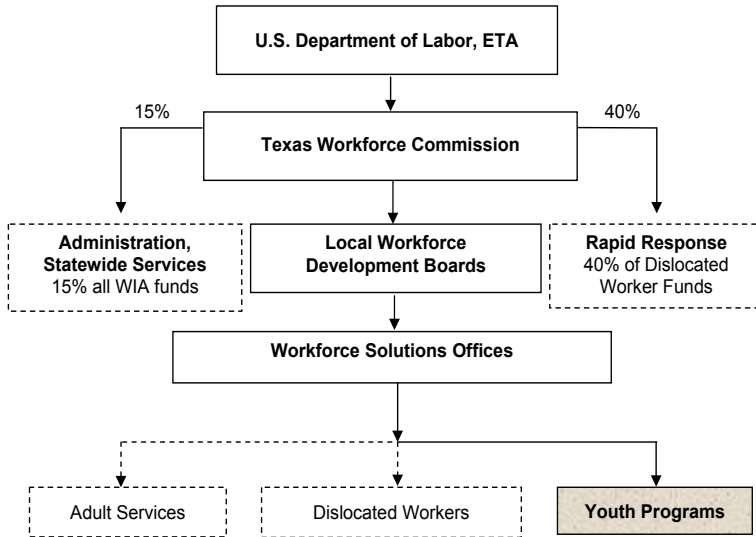 U.S. Department of Labor, ETA
15%
40%
Texas Workforce Commission
Administration,
Statewide Services
15% all WIA funds
Local Workforce
Development Boards
Rapid Response
40% of Dislocated
Worker Funds
Workforce Solutions Offices
Adult Services
Dislocated Workers
Youth Programs